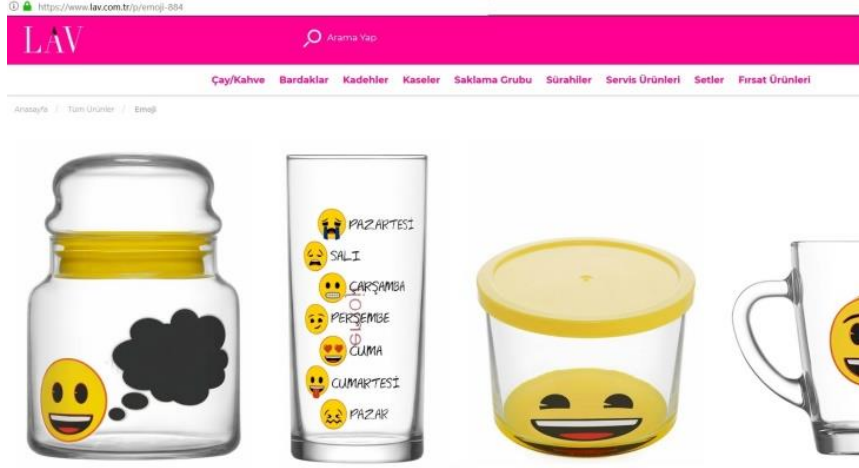 https://www.lav.com.tr/p/emoji-884
LAV
Arama Yap
Çay/Kahve Bardaklar Kadehler Kaseler Saklama Grubu Sürahiler Servis Ürünleri Setler Fırsat Ürünleri
Anasayfa / Tüm Ürünler / Emoji
PAZARTESİ
SALI
ÇARŞAMBA
PERŞEMBE
CUMA
CUMARTESİ
PAZAR